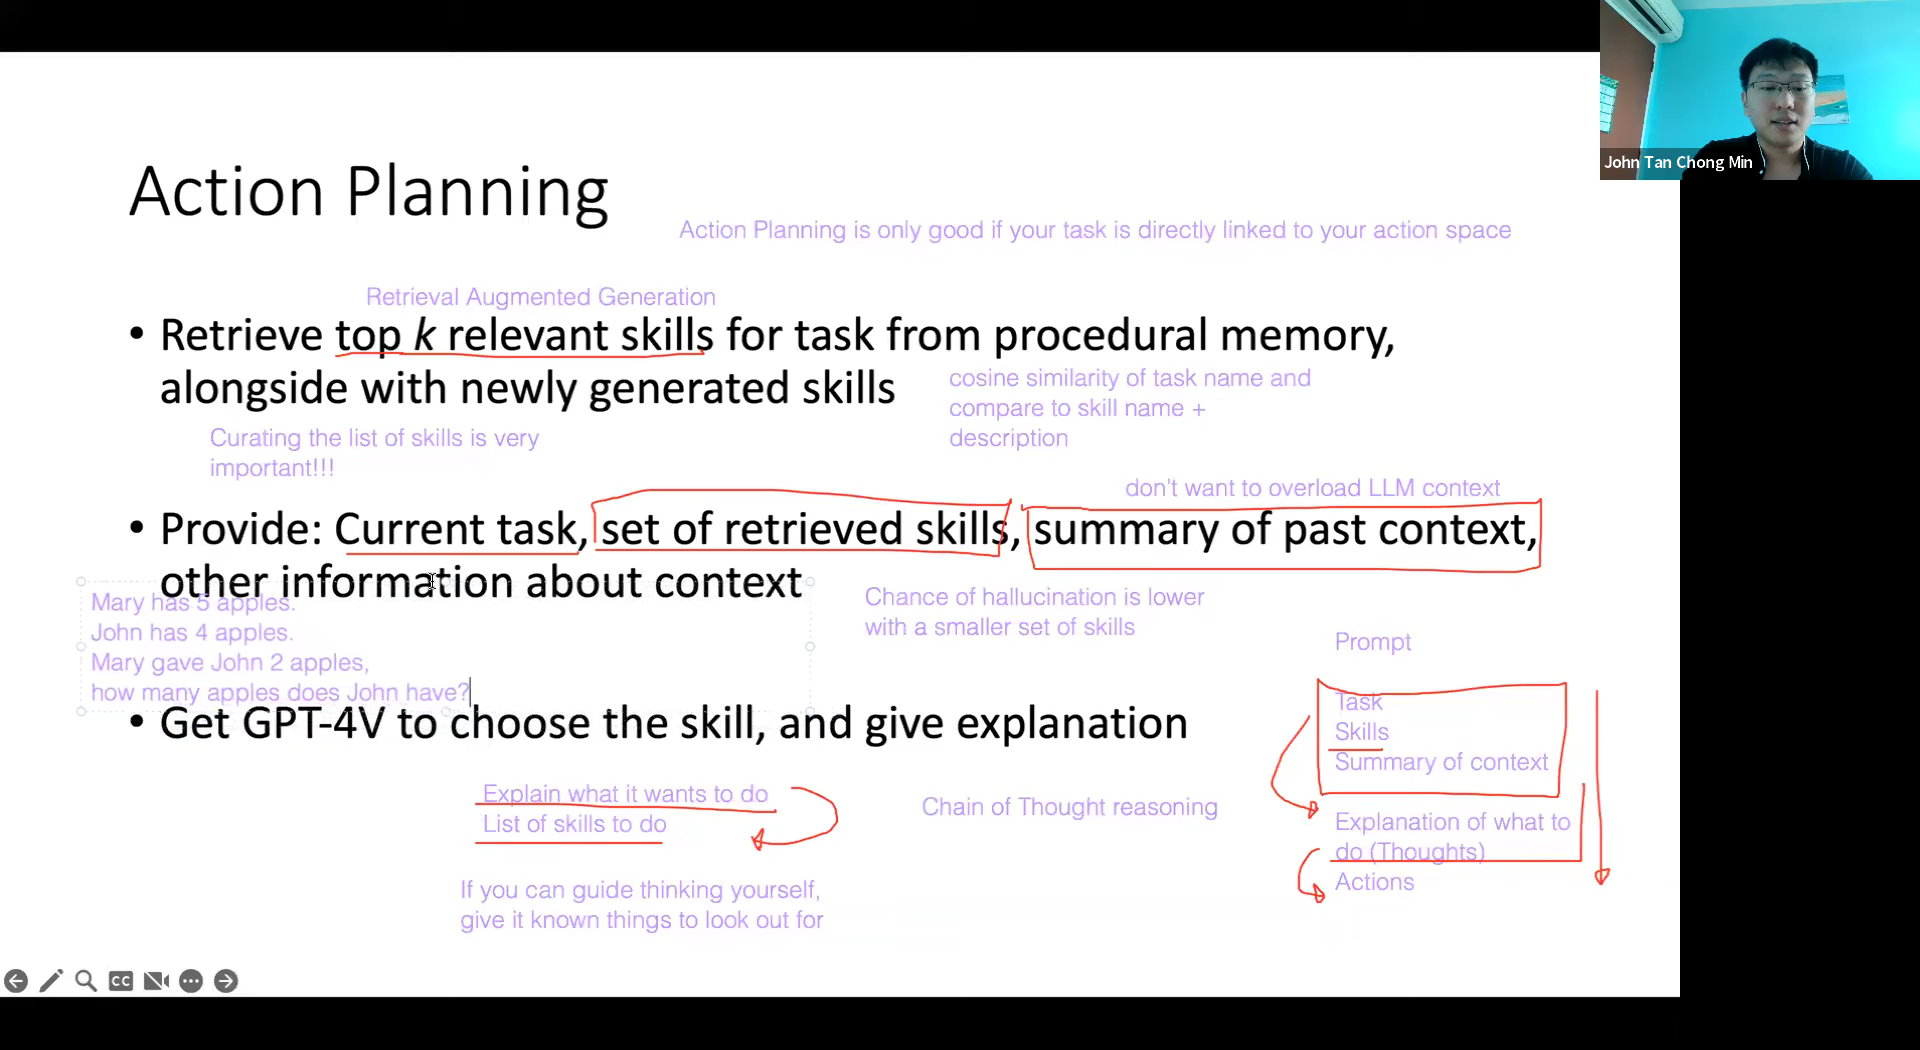 John Tan Chong Min
Action Planning
Action Planning is only good if your task is directly linked to your action space
Retrieval Augmented Generation
• Retrieve top k relevant skills for task from procedural memory,
alongside with newly generated skills
cosine similarity of task name and
compare to skill name +
description
Curating the list of skills is very
important!!!
don't want to overload LLM context
• Provide: Current task, set of retrieved skills, summary of past context,
other information about context
Mary has 5 apples.
John has 4 apples.
Mary gave John 2 apples,
how many apples does John have?
Chance of hallucination is lower
with a smaller set of skills
• Get GPT-4V to choose the skill, and give explanation
Explain what it wants to do
List of skills to do
Chain of Thought reasoning
If you can guide thinking yourself,
give it known things to look out for
Prompt
Task
Skills
Summary of context
Explanation of what to
do (Thoughts)
Actions
CC